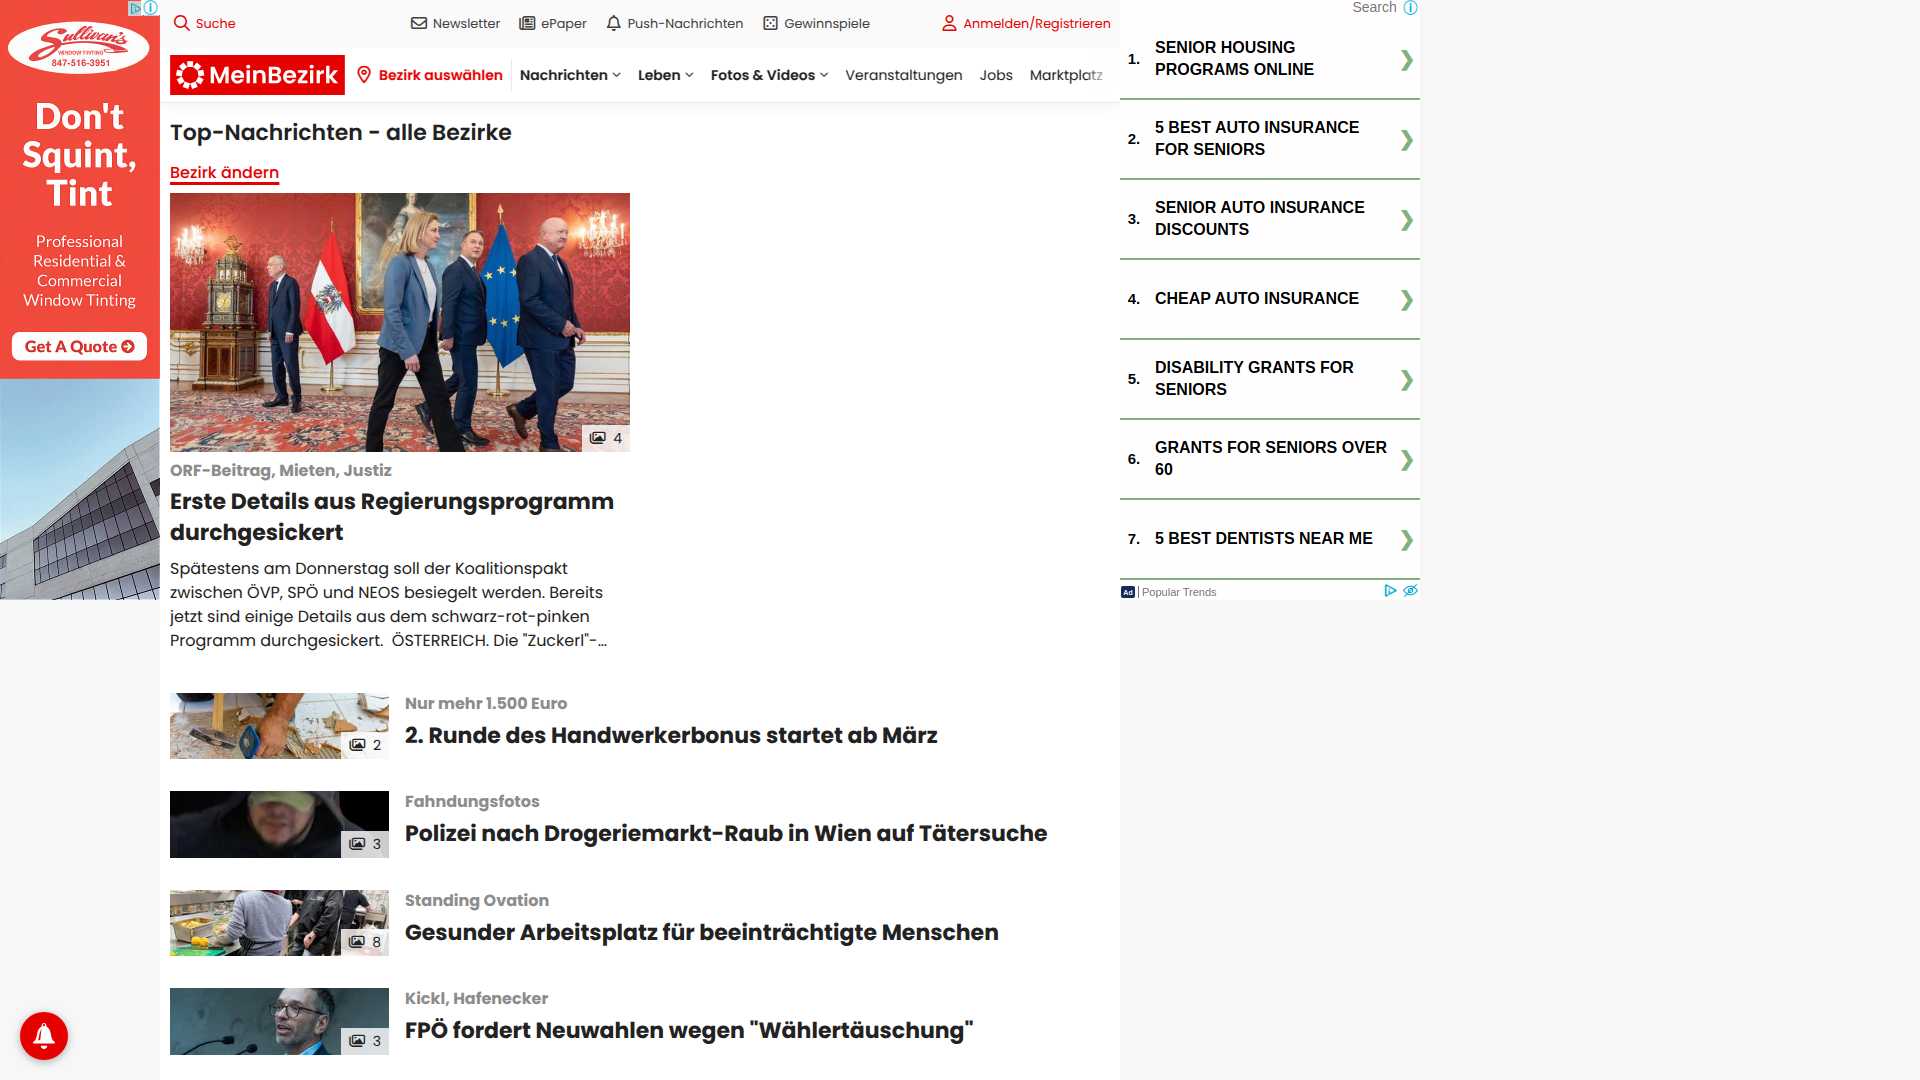 Suche
Newsletter
ePaper
Push-Nachrichten
Gewinnspiele
Anmelden/Registrieren
MeinBezirk
Bezirk auswählen
Nachrichten
Leben
Fotos & Videos
Veranstaltungen
Jobs
Marktplatz
Sullivan's
WINDOW TINTING
847-516-3951
Don't
Squint,
Tint
Professional
Residential &
Commercial
Window Tinting
Get A Quote
Top-Nachrichten - alle Bezirke
Bezirk ändern
4
ORF-Beitrag, Mieten, Justiz
Erste Details aus Regierungsprogramm
durchgesickert
Spätestens am Donnerstag soll der Koalitionspakt
zwischen ÖVP, SPÖ und NEOS besiegelt werden. Bereits
jetzt sind einige Details aus dem schwarz-rot-pinken
Programm durchgesickert. ÖSTERREICH. Die "Zuckerl"-...
2
Nur mehr 1.500 Euro
2. Runde des Handwerkerbonus startet ab März
3
Fahndungsfotos
Polizei nach Drogeriemarkt-Raub in Wien auf Tätersuche
8
Standing Ovation
Gesunder Arbeitsplatz für beeinträchtigte Menschen
3
Kickl, Hafenecker
FPÖ fordert Neuwahlen wegen "Wählertäuschung"
Search
1. SENIOR HOUSING
PROGRAMS ONLINE
2. 5 BEST AUTO INSURANCE
FOR SENIORS
3. SENIOR AUTO INSURANCE
DISCOUNTS
4. CHEAP AUTO INSURANCE
5. DISABILITY GRANTS FOR
SENIORS
6. GRANTS FOR SENIORS OVER
60
7. 5 BEST DENTISTS NEAR ME
Ad | Popular Trends